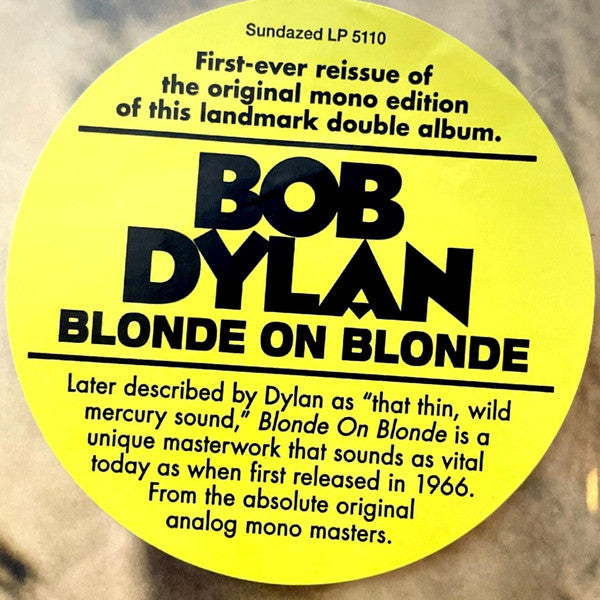 Sundazed LP 5110
First-ever reissue of
the original mono edition
of this landmark double album.
BOB
DYLAN
BLONDE ON BLONDE
Later described by Dylan as “that thin, wild
mercury sound,” Blonde On Blonde is a
unique masterwork that sounds as vital
today as when first released in 1966.
From the absolute original
analog mono masters.